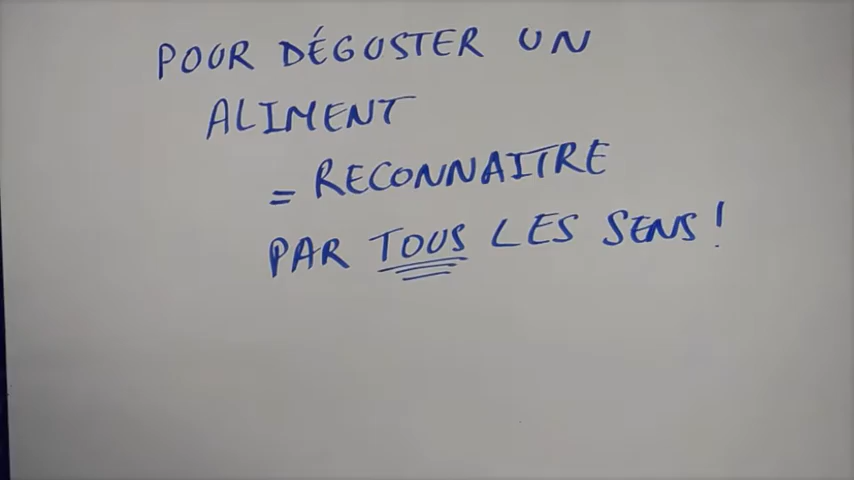 POUR DÉGUSTER UN
ALIMENT
= RECONNAITRE
PAR TOUS LES SENS !